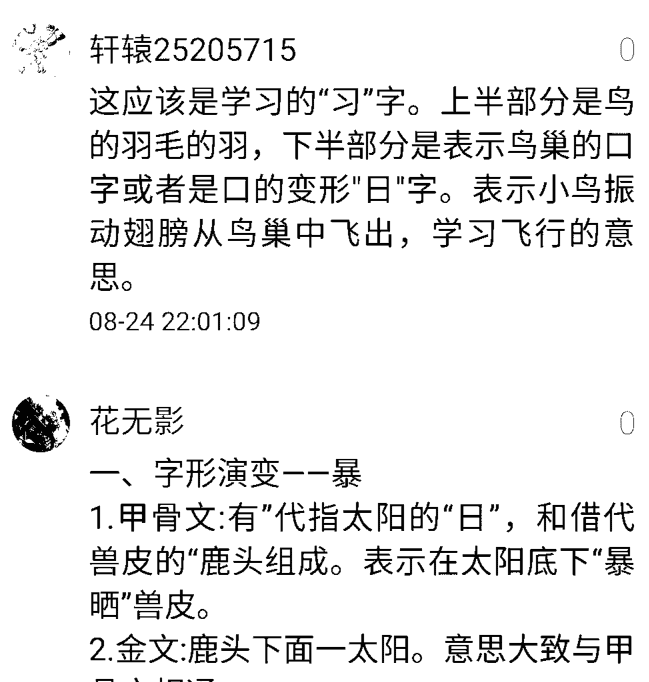 轩辕25205715
0
这应该是学习的“习”字。上半部分是鸟
的羽毛的羽，下半部分是表示鸟巢的口
字或者是口的变形"日"字。表示小鸟振
动翅膀从鸟巢中飞出，学习飞行的意
思。
08-24 22:01:09
花无影
0
一、字形演变——暴
1.甲骨文:有”代指太阳的“日”，和借代
兽皮的“鹿头组成。表示在太阳底下“暴
晒”兽皮。
2.金文:鹿头下面一太阳。意思大致与甲